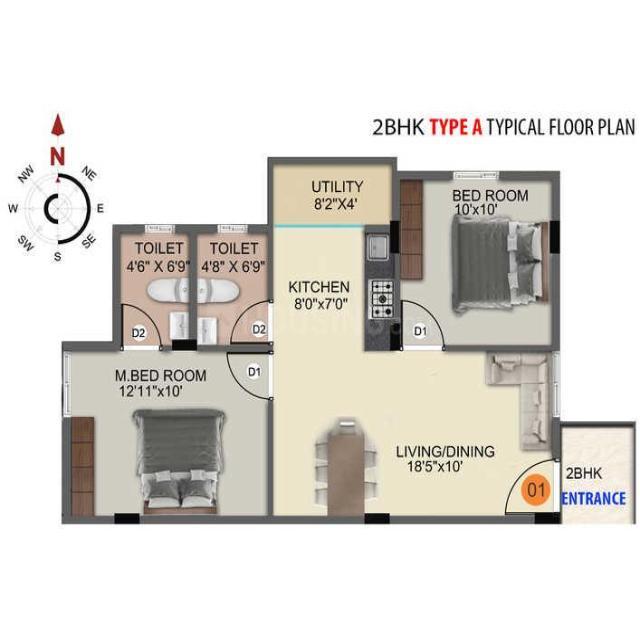 2BHK TYPE A TYPICAL FLOOR PLAN
N
NW
NE
W
E
SW
SE
S
UTILITY
8'2"X4'
BED ROOM
10'x10'
TOILET
4'6" X 6'9"
TOILET
4'8" X 6'9"
KITCHEN
8'0"x7'0"
D2
D2
D1
D1
M.BED ROOM
12'11"x10'
LIVING/DINING
18'5"x10'
01
2BHK
ENTRANCE